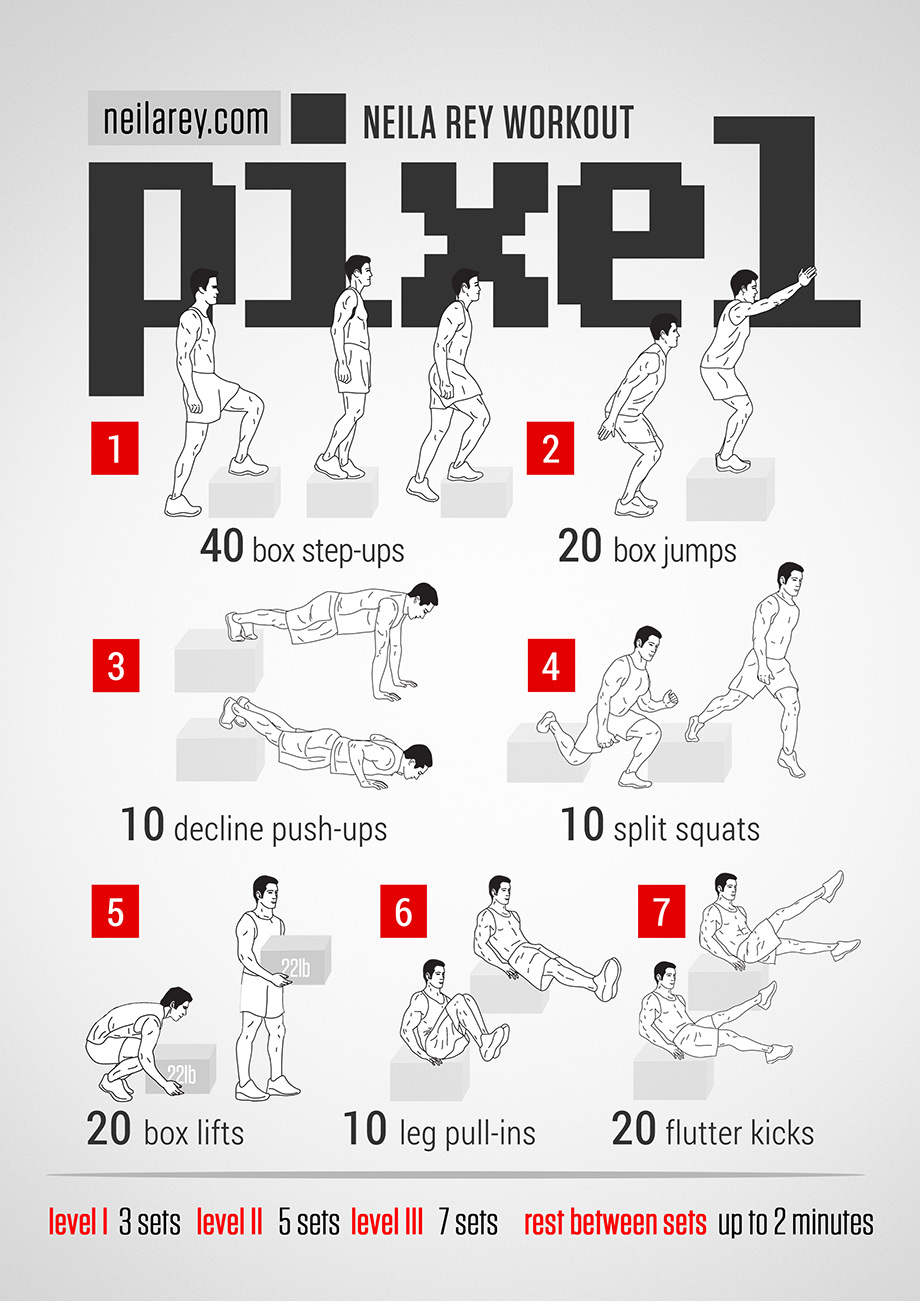 neilarey.com NEILA REY WORKOUT
pixel
1
40 box step-ups
2
20 box jumps
3
10 decline push-ups
4
10 split squats
5
22lb
22lb
20 box lifts
6
10 leg pull-ins
7
20 flutter kicks
level I 3 sets level II 5 sets level III 7 sets rest between sets up to 2 minutes